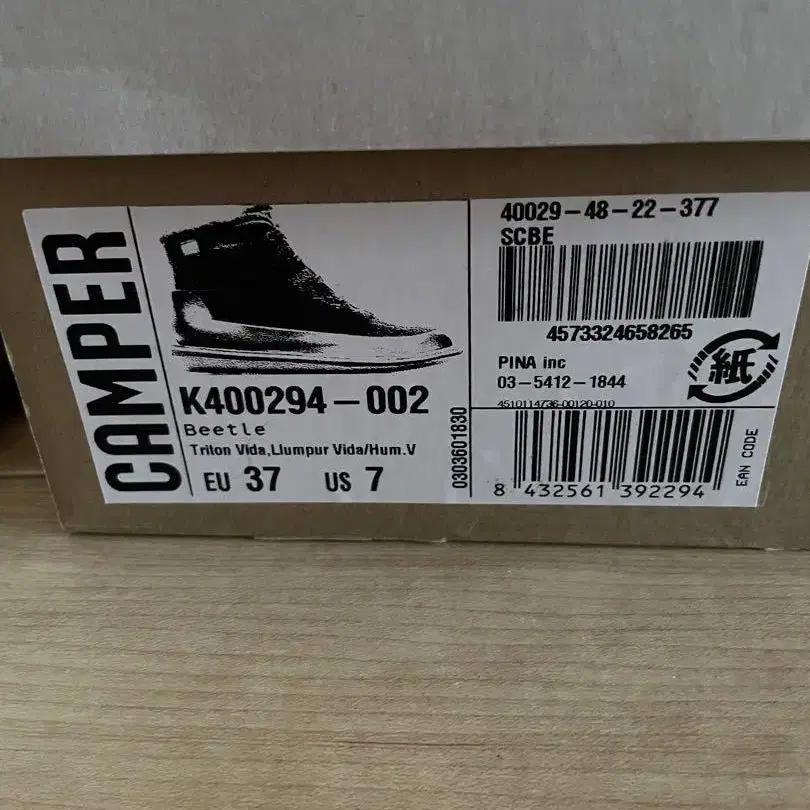 CAMPER
K400294-002
Beetle
Triton Vida,Llumpur Vida/Hum.V
EU 37 US 7
0303601830
40029-48-22-377
SCBE
4573324658265
PINA inc
03-5412-1844
紙
4510114736-00120-010
8 432561 392294
EAN CODE